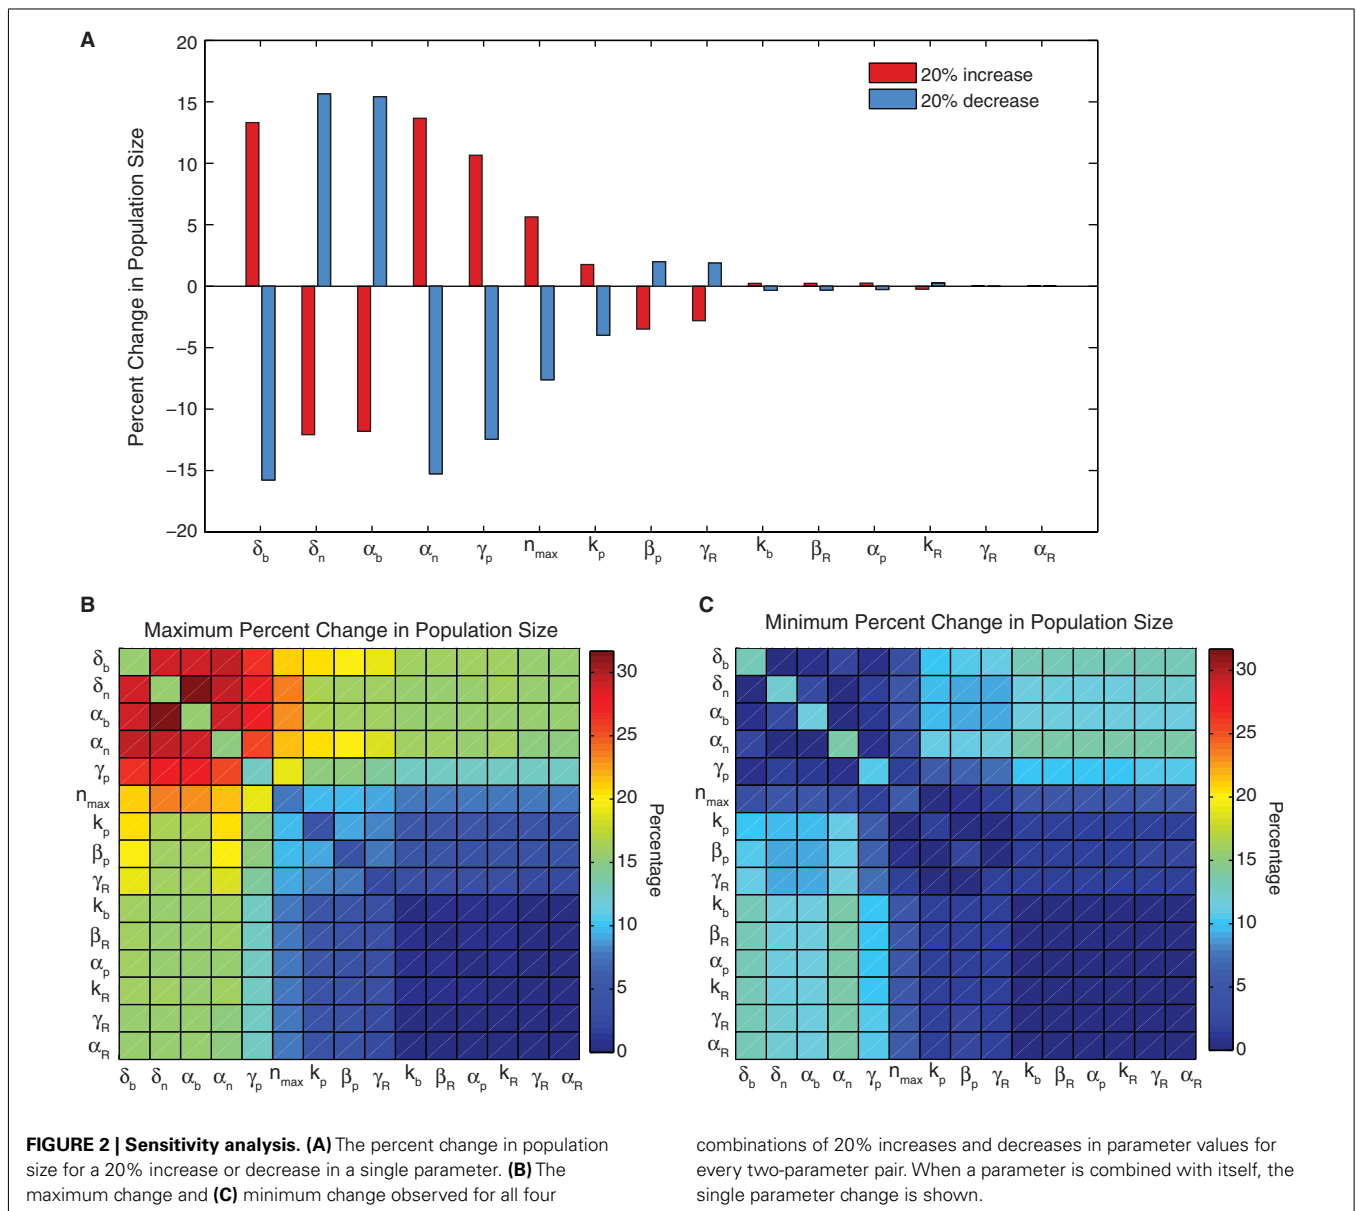 A
20
15
10
5
0
−5
−10
−15
−20
Percent Change in Population Size
20% increase
20% decrease
δb δn αb αn γp nmax kp βp γR kb βR αp kR γR αR
B
Maximum Percent Change in Population Size
δb
δn
αb
αn
γp
nmax
kp
βp
γR
kb
βR
αp
kR
γR
αR
δb δn αb αn γp nmax kp βp γR kb βR αp kR γR αR
30
25
20
15
10
5
0
Percentage
C
Minimum Percent Change in Population Size
δb
δn
αb
αn
γp
nmax
kp
βp
γR
kb
βR
αp
kR
γR
αR
δb δn αb αn γp nmax kp βp γR kb βR αp kR γR αR
30
25
20
15
10
5
0
Percentage
FIGURE 2 | Sensitivity analysis. (A) The percent change in population
size for a 20% increase or decrease in a single parameter. (B) The
maximum change and (C) minimum change observed for all four
combinations of 20% increases and decreases in parameter values for
every two-parameter pair. When a parameter is combined with itself, the
single parameter change is shown.